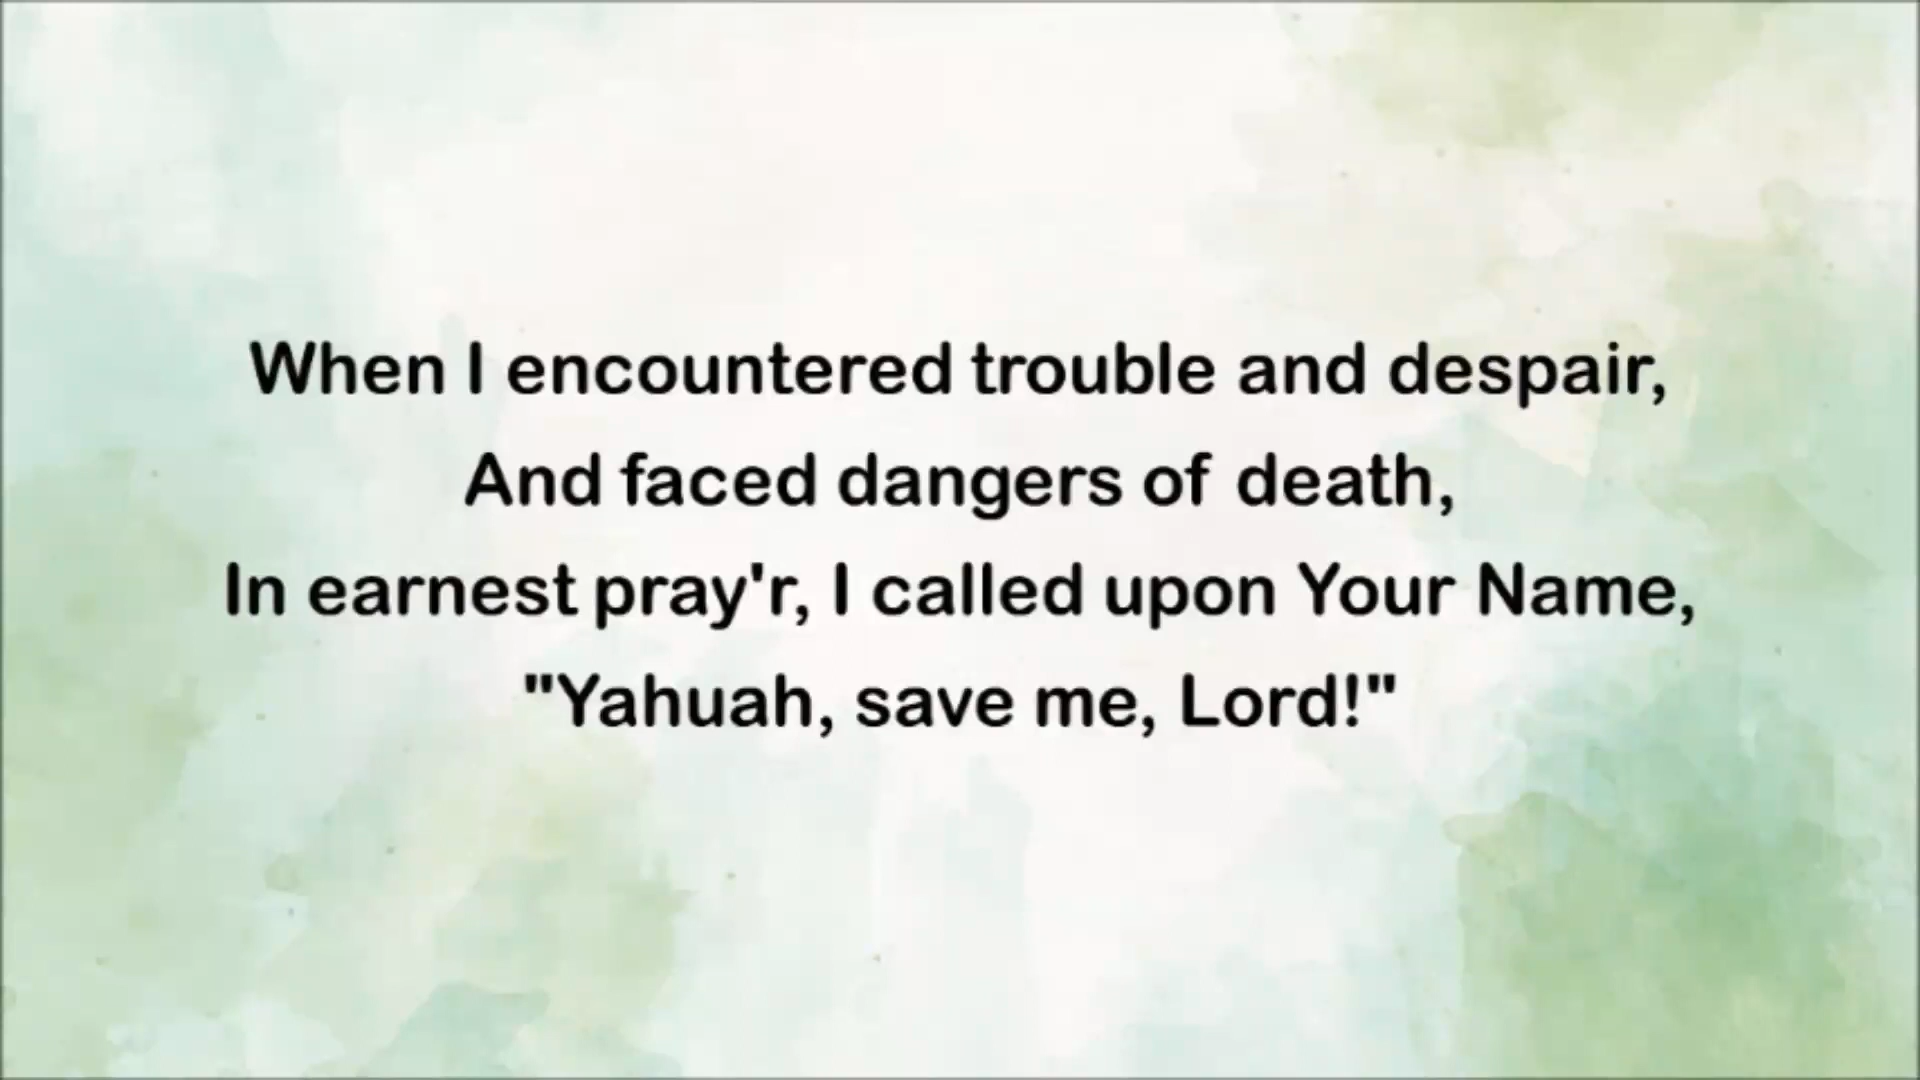 When I encountered trouble and despair,
And faced dangers of death,
In earnest pray'r, I called upon Your Name,
"Yahuah, save me, Lord!"